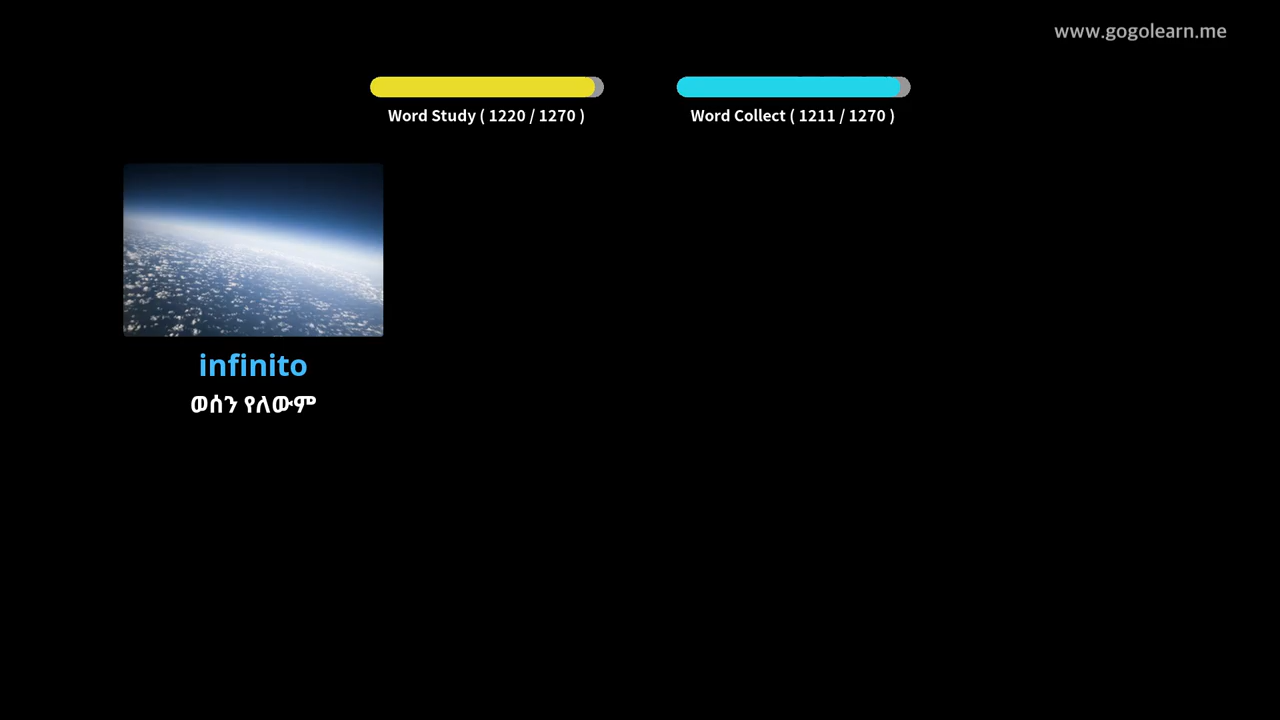 www.gogolearn.me
Word Study ( 1220 / 1270 )
Word Collect ( 1211 / 1270 )
infinito
ወሰን የለውም